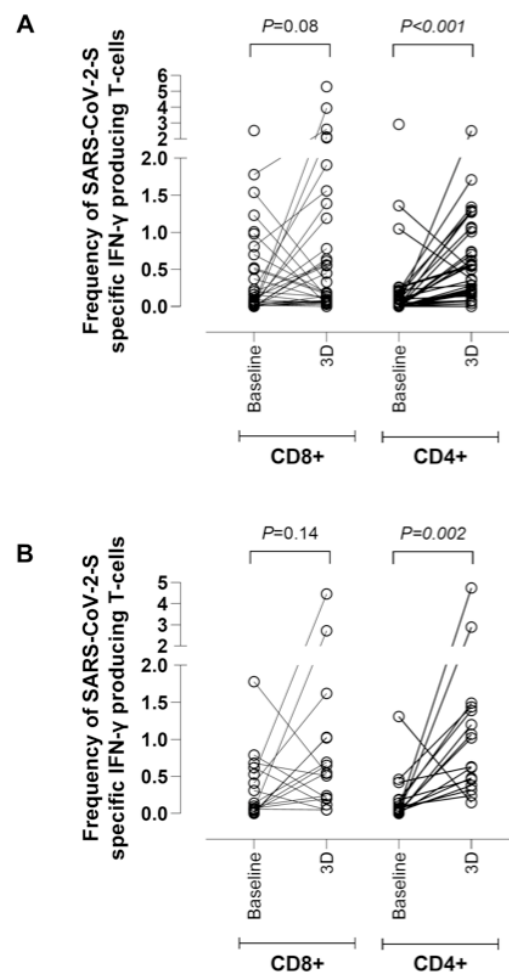 A
P=0.08
P<0.001
Frequency of SARS-CoV-2-S
specific IFN-γ producing T-cells
6
5
4
3
2
2.0
1.5
1.0
0.5
0.0
Baseline
3D
Baseline
3D
CD8+
CD4+
B
P=0.14
P=0.002
Frequency of SARS-CoV-2-S
specific IFN-γ producing T-cells
5
4
3
2
2.0
1.5
1.0
0.5
0.0
Baseline
3D
Baseline
3D
CD8+
CD4+